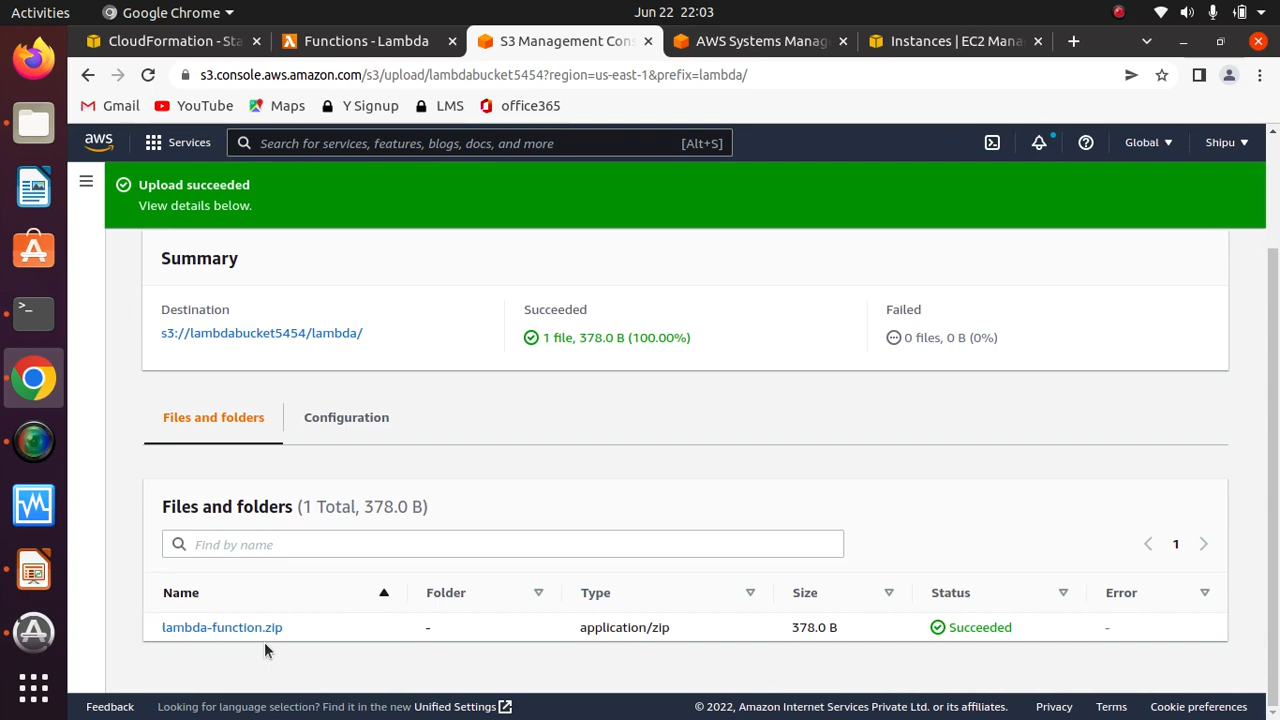 Activities Google Chrome Jun 22 22:03
CloudFormation - Sta Functions - Lambda S3 Management Cons AWS Systems Manag Instances | EC2 Mana
s3.console.aws.amazon.com/s3/upload/lambdabucket5454?region=us-east-1&prefix=lambda/
Gmail YouTube Maps Y Signup LMS office365
aws Services Search for services, features, blogs, docs, and more [Alt+S] Global Shipu
Upload succeeded
View details below.
Summary
Destination Succeeded Failed
s3://lambdabucket5454/lambda/ 1 file, 378.0 B (100.00%) 0 files, 0 B (0%)
Files and folders Configuration
Files and folders (1 Total, 378.0 B)
Find by name 1
Name Folder Type Size Status Error
lambda-function.zip - application/zip 378.0 B Succeeded -
Feedback Looking for language selection? Find it in the new Unified Settings © 2022, Amazon Internet Services Private Ltd. or its affiliates. Privacy Terms Cookie preferences